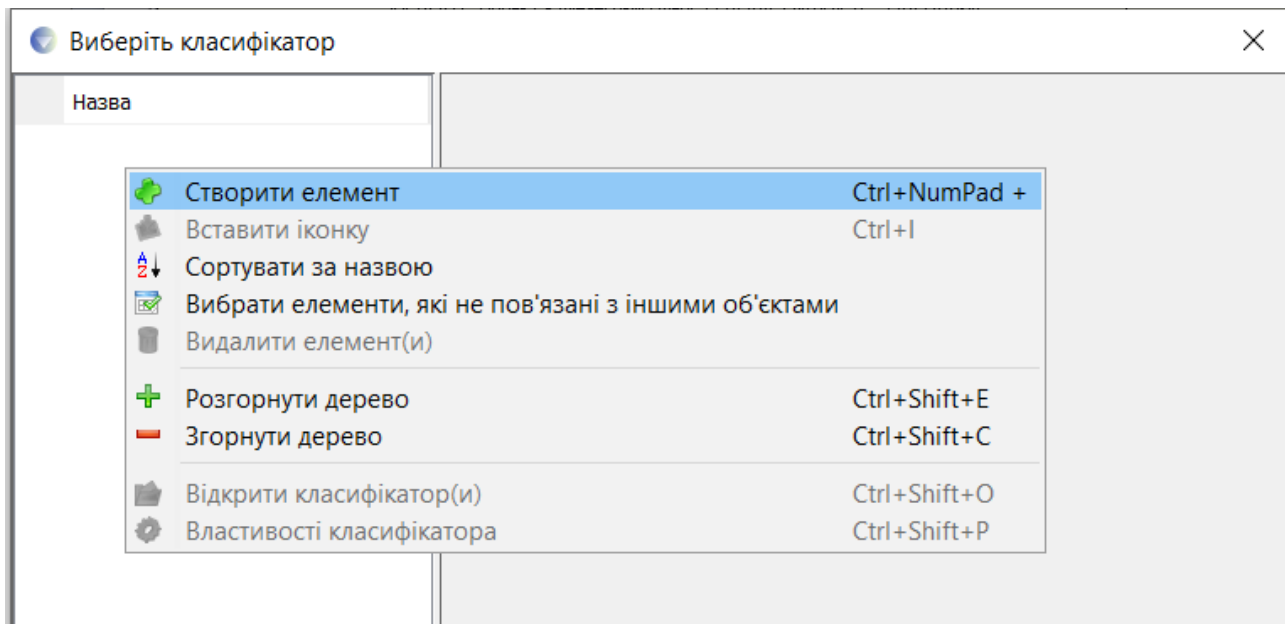 Виберіть класифікатор
Назва
Створити елемент Ctrl+NumPad +
Вставити іконку Ctrl+I
Сортувати за назвою
Вибрати елементи, які не пов'язані з іншими об'єктами
Видалити елемент(и)
Розгорнути дерево Ctrl+Shift+E
Згорнути дерево Ctrl+Shift+C
Відкрити класифікатор(и) Ctrl+Shift+O
Властивості класифікатора Ctrl+Shift+P